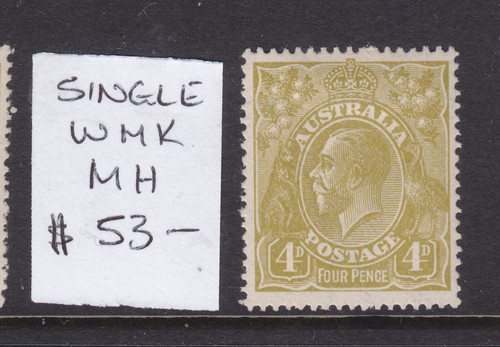 SINGLE
WMK
MH
$ 53 -
AUSTRALIA
POSTAGE
4D 4D
FOUR PENCE